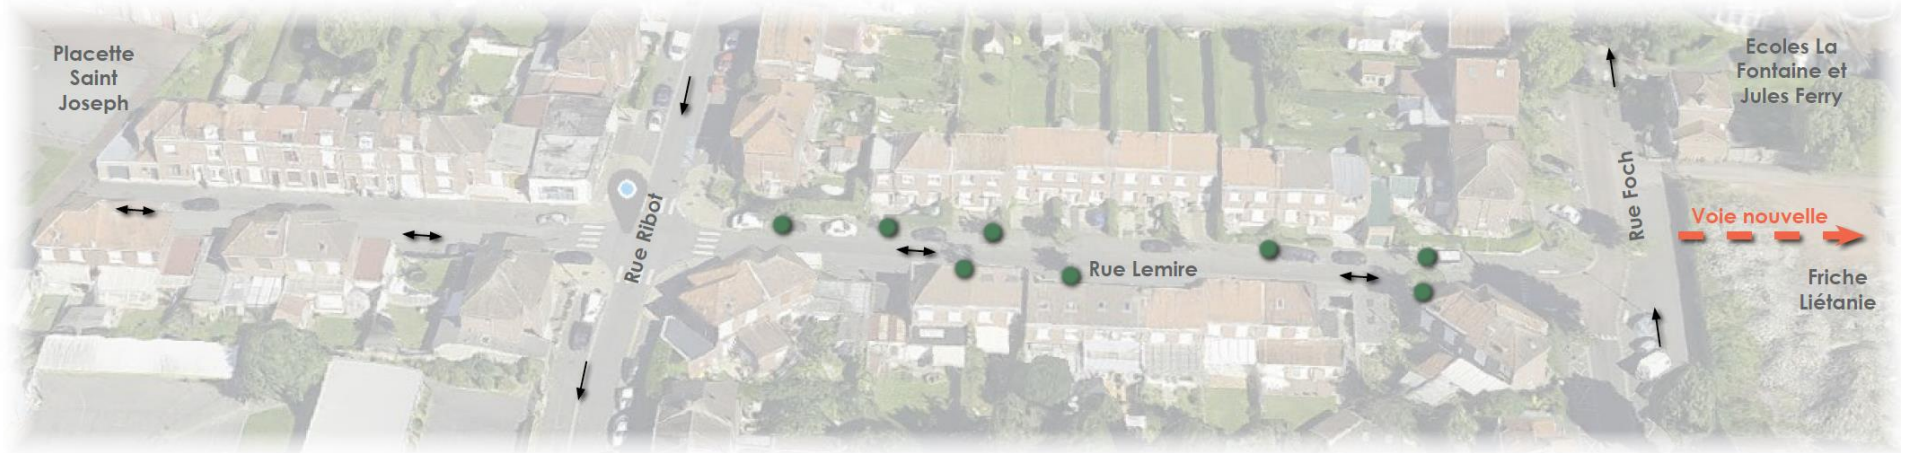 Placette
Saint
Joseph
Rue Ribot
Rue Lemire
Rue Foch
Ecoles La
Fontaine et
Jules Ferry
Voie nouvelle
Friche
Liétanie